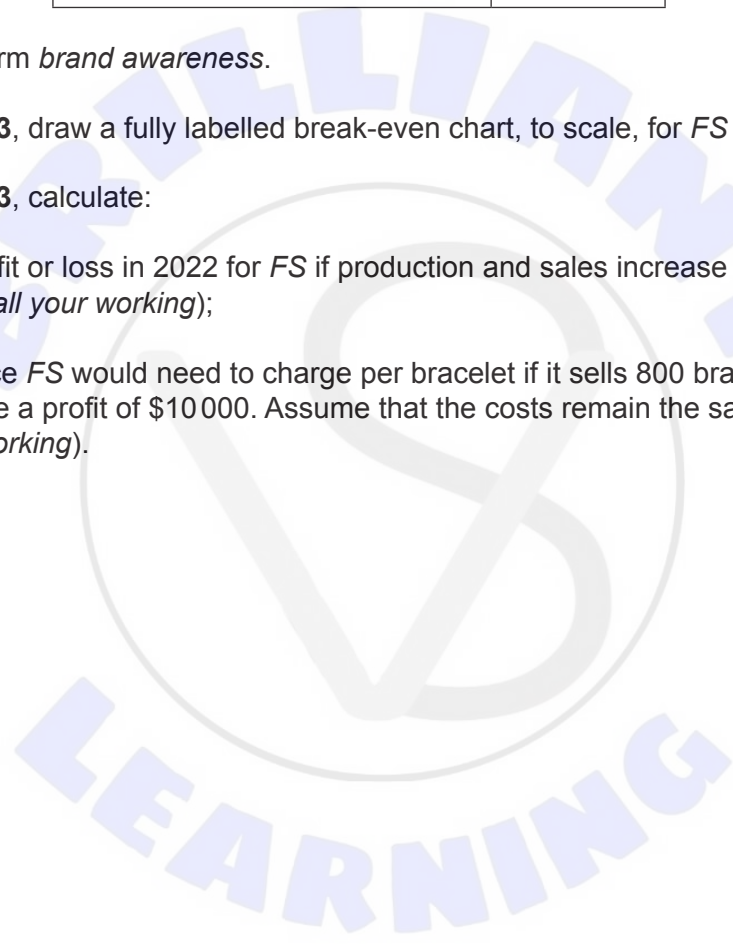 rm brand awareness.
3, draw a fully labelled break-even chart, to scale, for FS
3, calculate:
fit or loss in 2022 for FS if production and sales increase
all your working);
ce FS would need to charge per bracelet if it sells 800 bra
e a profit of $10 000. Assume that the costs remain the sa
orking).
BRILLIANT
VS
LEARNING